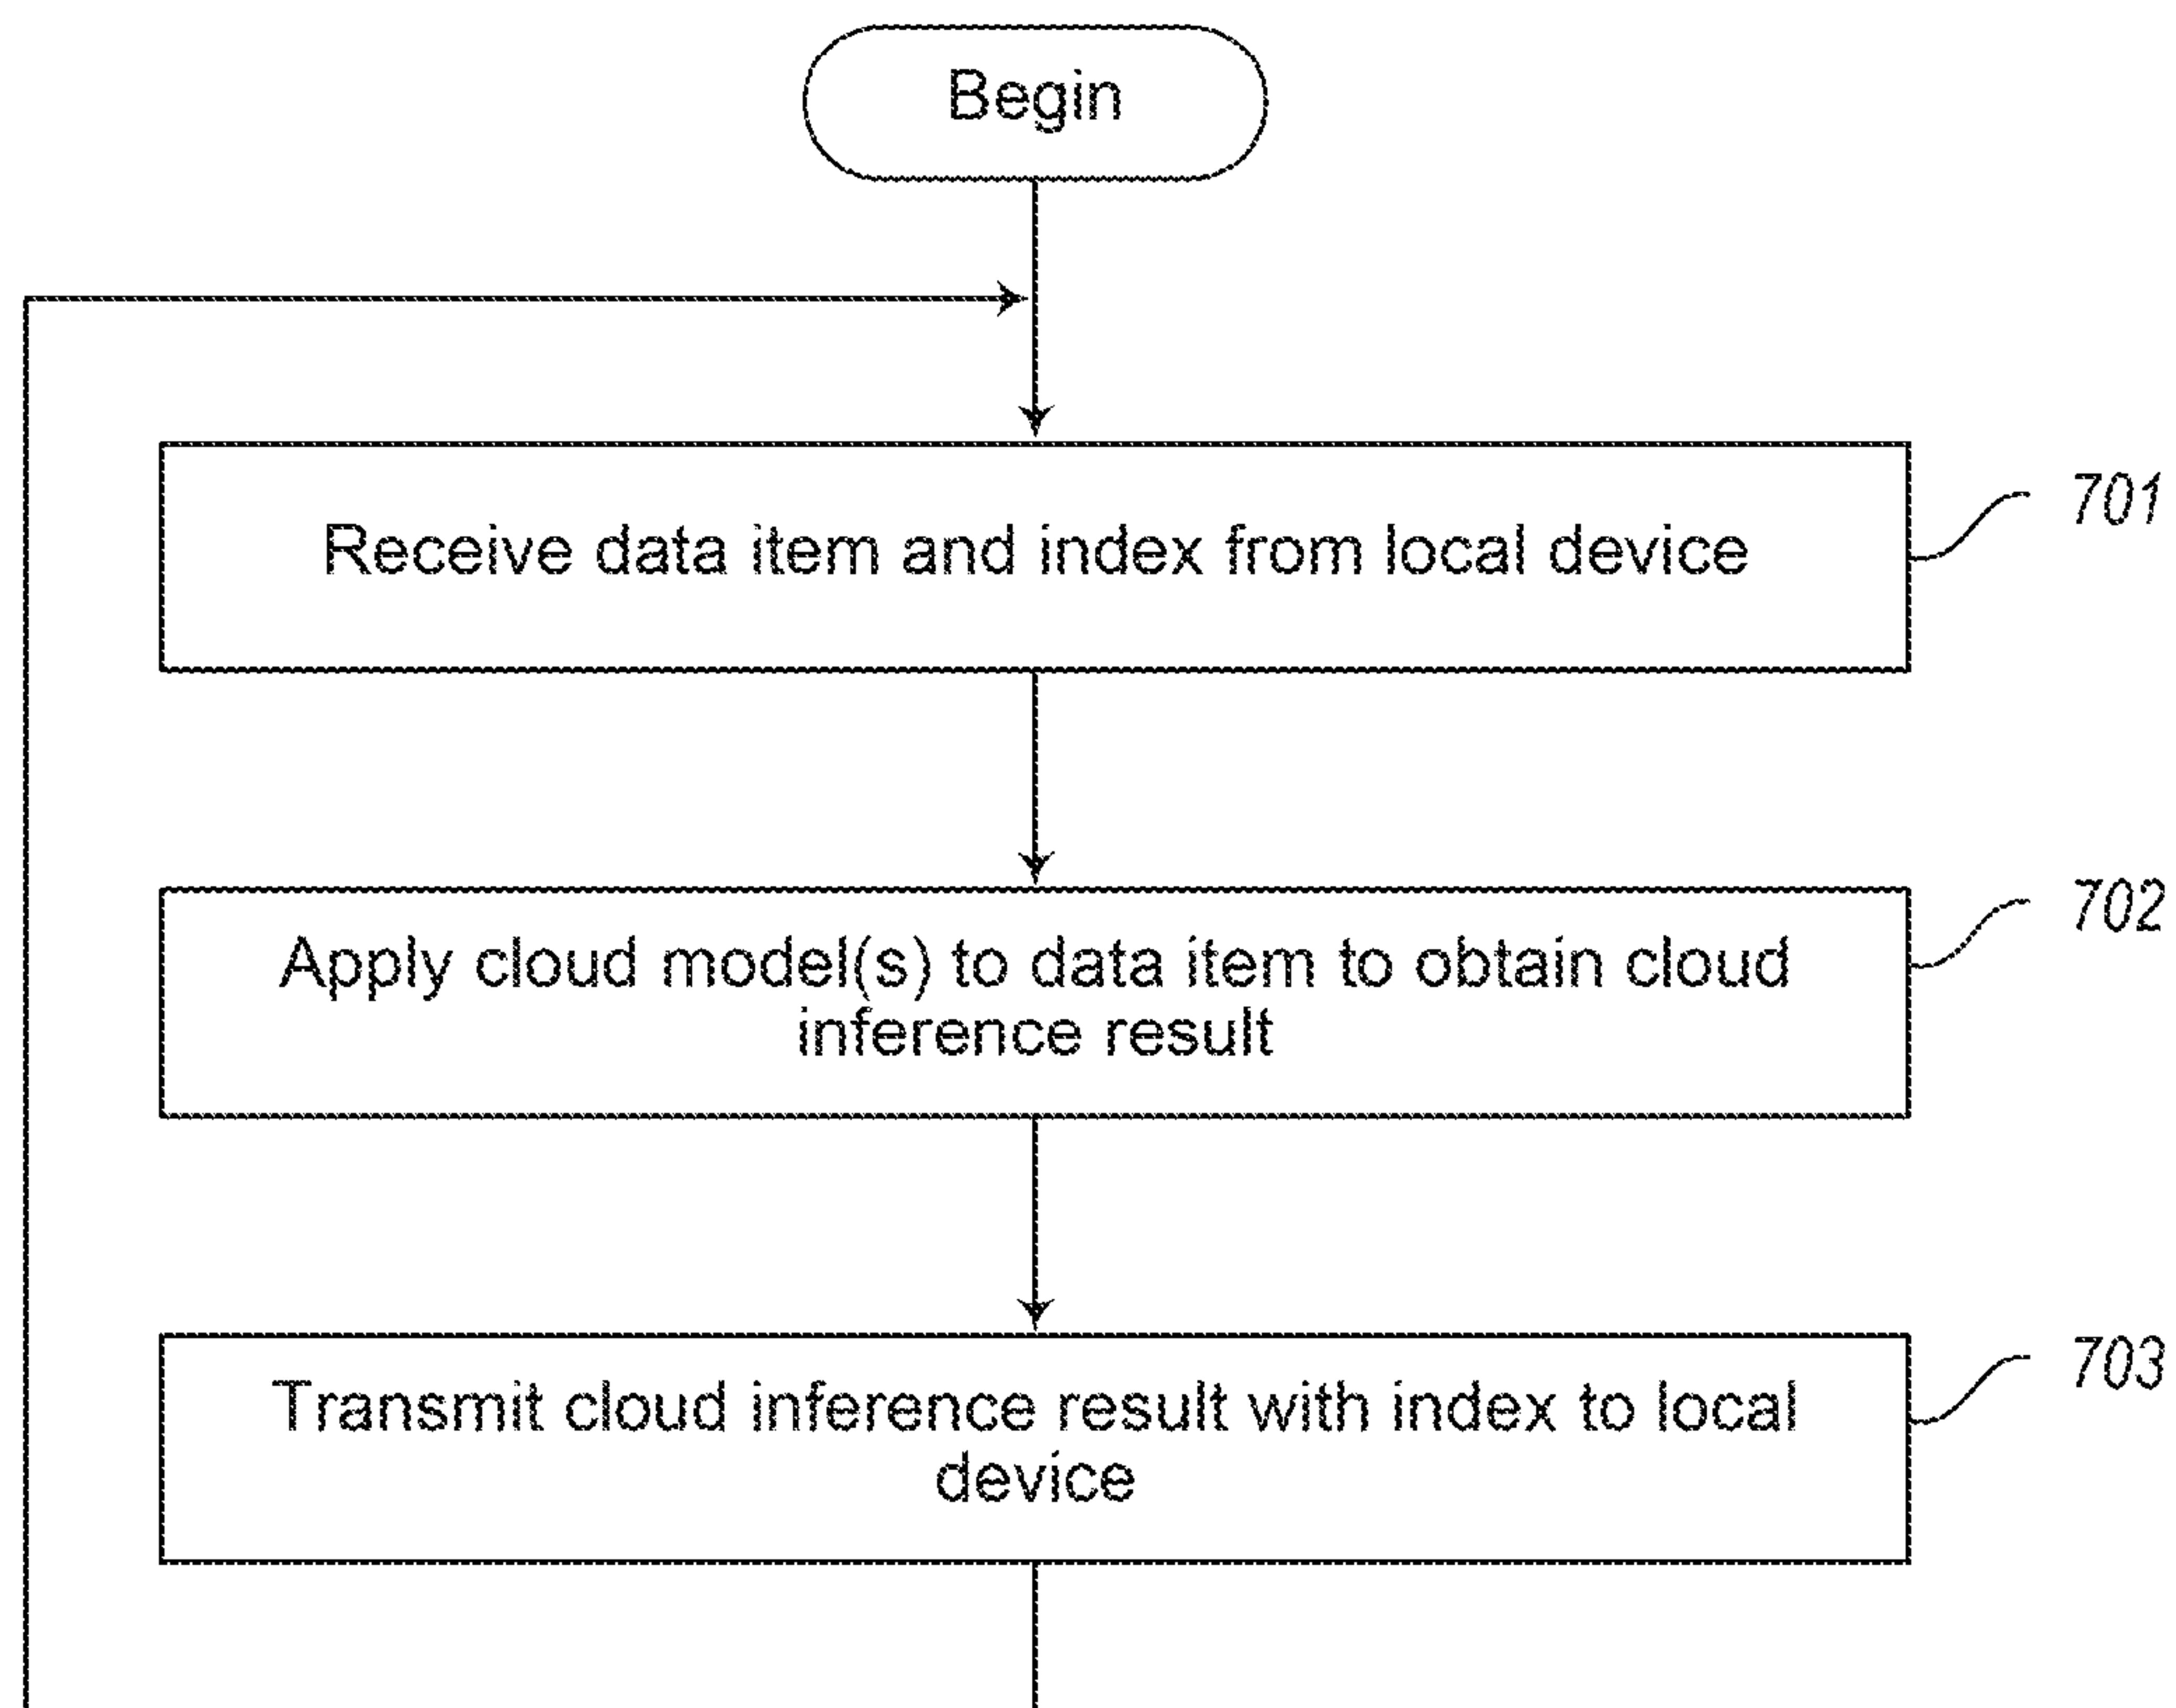 Begin
Receive data item and index from local device
701
Apply cloud model(s) to data item to obtain cloud
inference result
702
Transmit cloud inference result with index to local
device
703